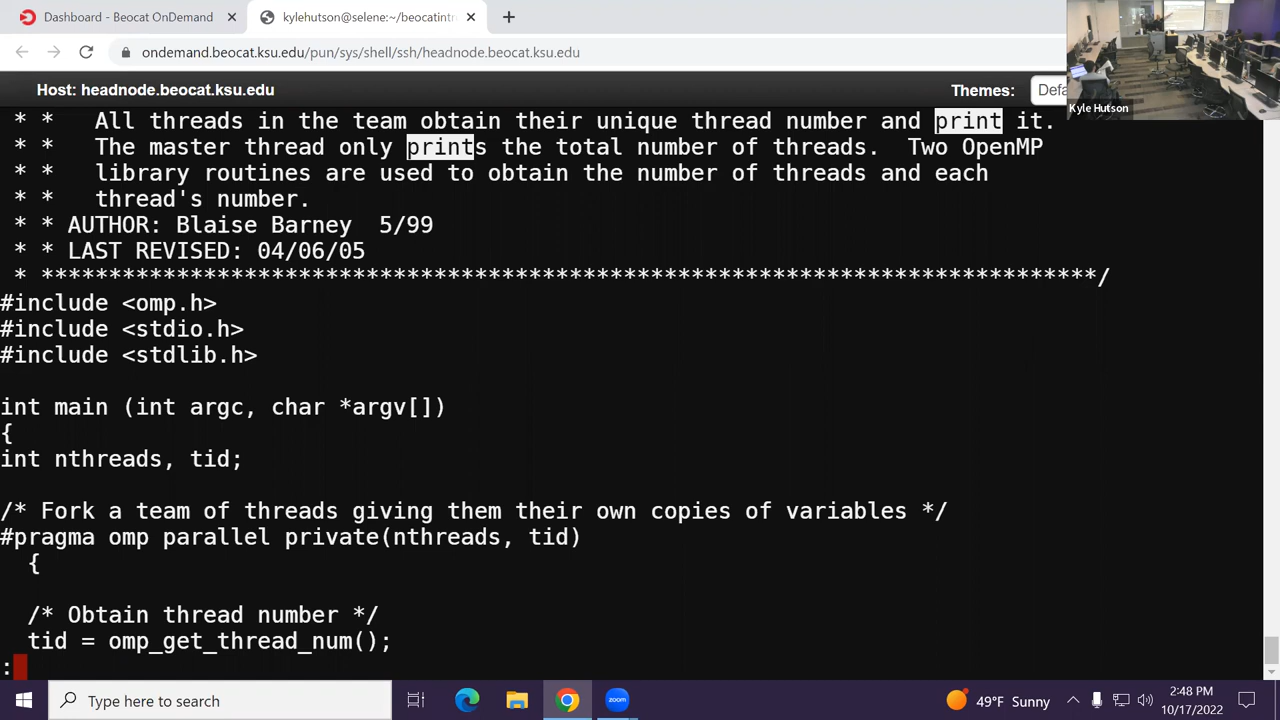 Dashboard - Beocat OnDemand
kylehutson@selene:~/beocatintr
ondemand.beocat.ksu.edu/pun/sys/shell/ssh/headnode.beocat.ksu.edu
Host: headnode.beocat.ksu.edu
Themes:
Defa
Kyle Hutson
* *   All threads in the team obtain their unique thread number and print it.
* *   The master thread only prints the total number of threads.  Two OpenMP
* *   library routines are used to obtain the number of threads and each
* *   thread's number.
* * AUTHOR: Blaise Barney  5/99
* * LAST REVISED: 04/06/05
* ******************************************************************************/
#include <omp.h>
#include <stdio.h>
#include <stdlib.h>
int main (int argc, char *argv[])
{
int nthreads, tid;
/* Fork a team of threads giving them their own copies of variables */
#pragma omp parallel private(nthreads, tid)
{
/* Obtain thread number */
tid = omp_get_thread_num();
:
Type here to search
zoom
49°F Sunny
2:48 PM
10/17/2022